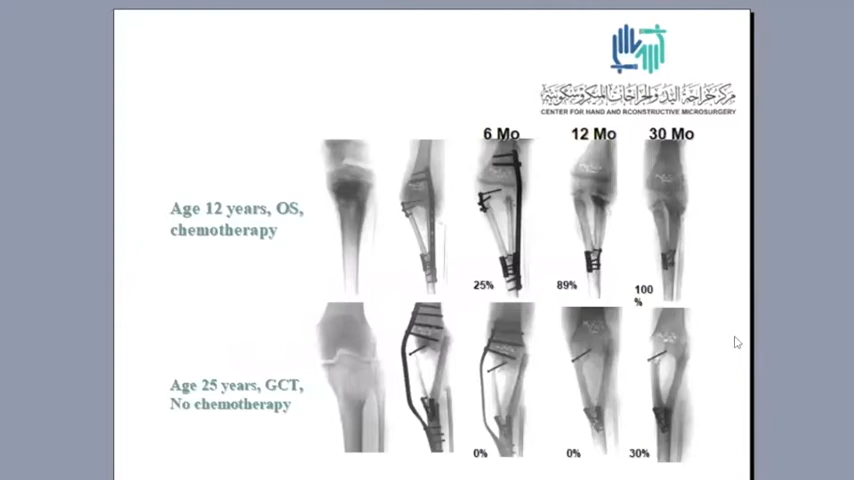 مركز جراحة اليد والجراحات الميكروسكوبية
CENTER FOR HAND AND RCONSTRUCTIVE MICROSURGERY
6 Mo
12 Mo
30 Mo
Age 12 years, OS,
chemotherapy
25%
89%
100
%
Age 25 years, GCT,
No chemotherapy
0%
0%
30%